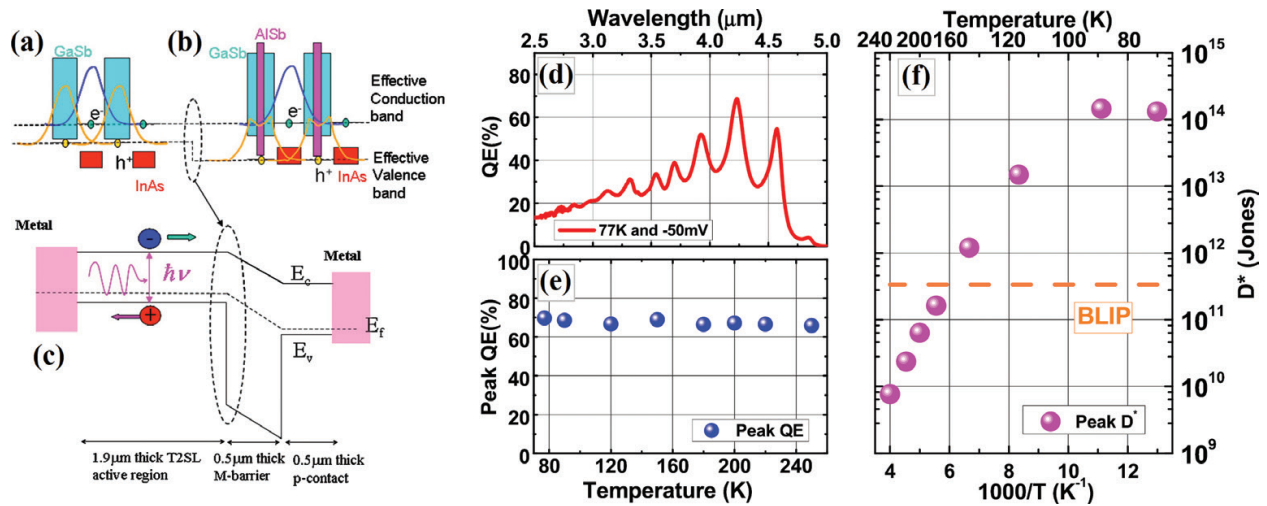 (a)
GaSb
e-
h+
InAs
(b)
GaSb
AlSb
e-
h+
InAs
Effective
Conduction
band
Effective
Valence
band
Metal
-
ħν
+
(c)
Metal
E_c
E_f
E_v
1.9μm thick T2SL
active region
0.5μm thick
M-barrier
0.5μm thick
p-contact
Wavelength (μm)
2.5 3.0 3.5 4.0 4.5 5.0
(d)
80
60
40
20
0
QE(%)
77K and -50mV
(e)
100
80
60
40
20
0
Peak QE(%)
Peak QE
80 120 160 200 240
Temperature (K)
Temperature (K)
240 200 160 120 80
(f)
10^15
10^14
10^13
10^12
10^11
10^10
10^9
D* (Jones)
BLIP
Peak D*
4 6 8 10 12
1000/T (K^-1)